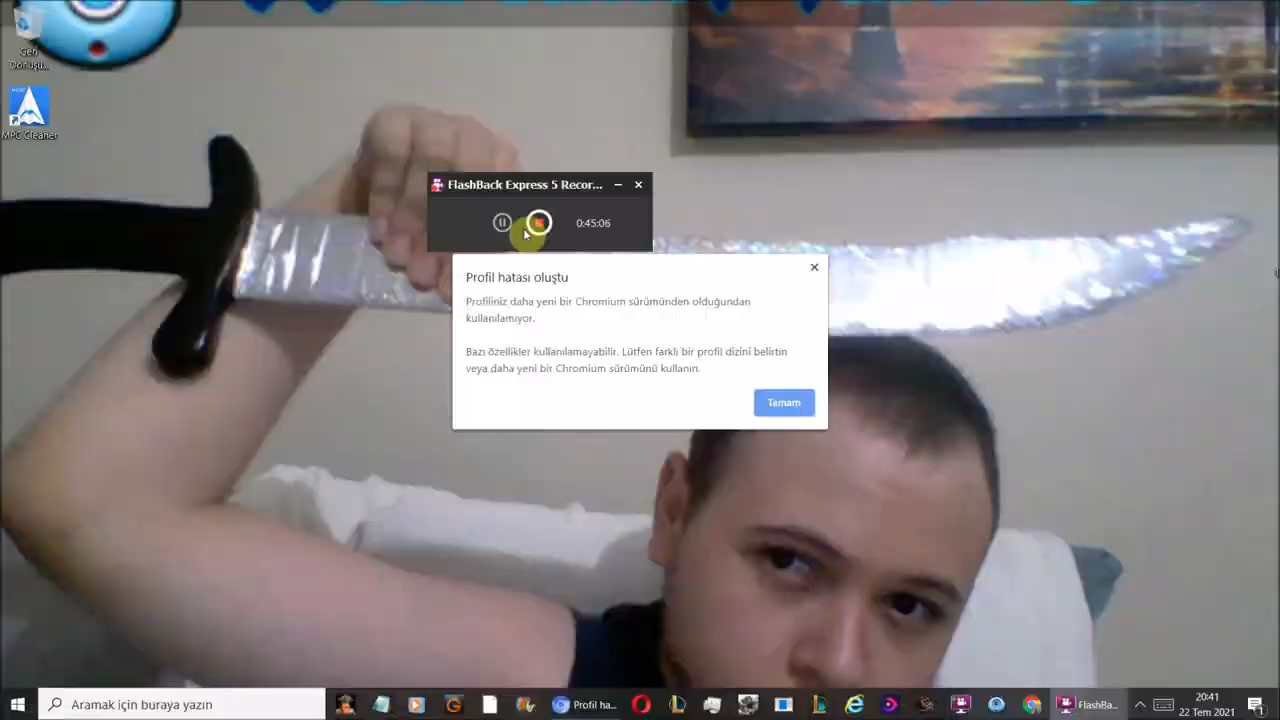 Geri
Dönüşü...
MPC Cleaner
FlashBack Express 5 Recor...
0:45:06
Profil hatası oluştu
Profiliniz daha yeni bir Chromium sürümünden olduğundan
kullanılamıyor.
Bazı özellikler kullanılamayabilir. Lütfen farklı bir profil dizini belirtin
veya daha yeni bir Chromium sürümünü kullanın.
Tamam
Aramak için buraya yazın
Profil ha...
FlashBa...
20:41
22 Tem 2021